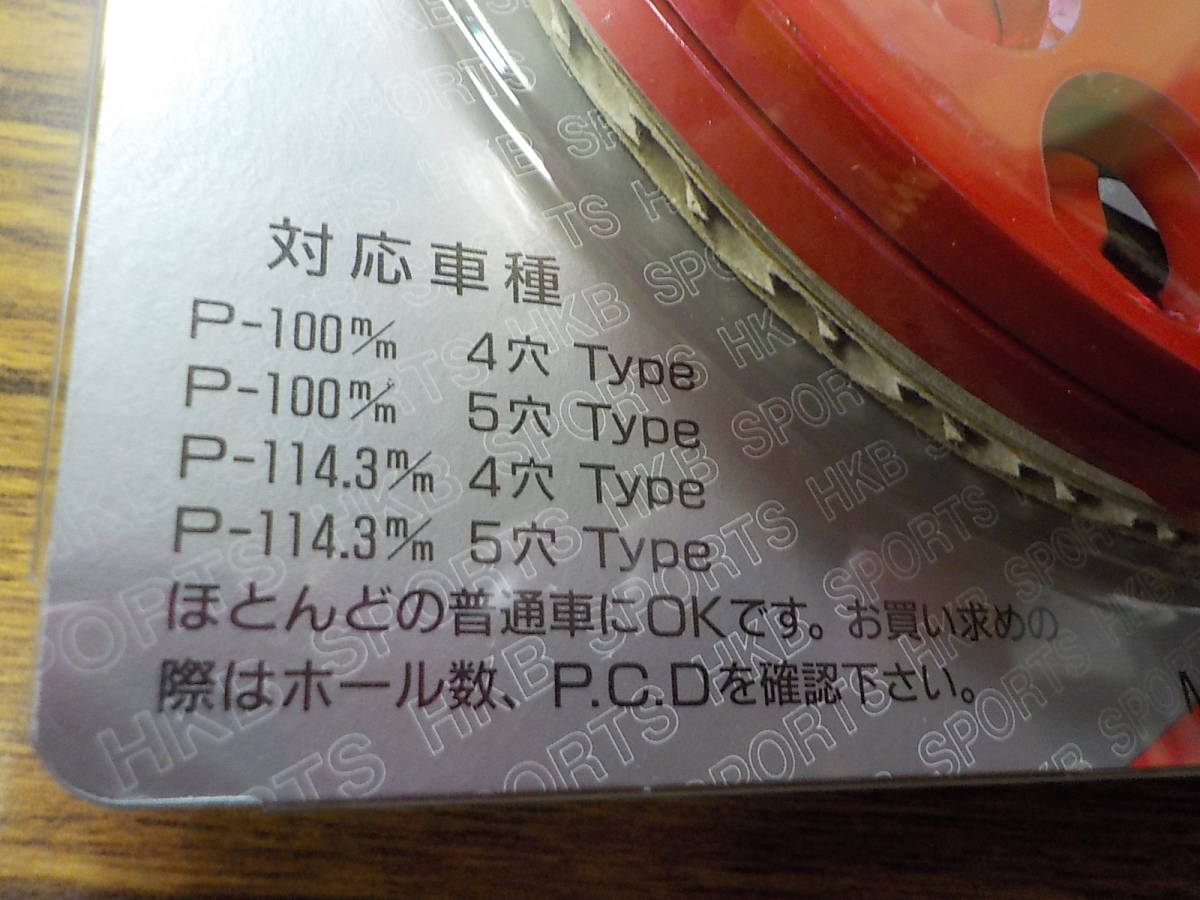 対応車種
P-100m/m 4穴 Type
P-100m/m 5穴 Type
P-114.3m/m 4穴 Type
P-114.3m/m 5穴 Type
ほとんどの普通車にOKです。お買い求めの
際はホール数、P.C.Dを確認下さい。
HKB SPORTS